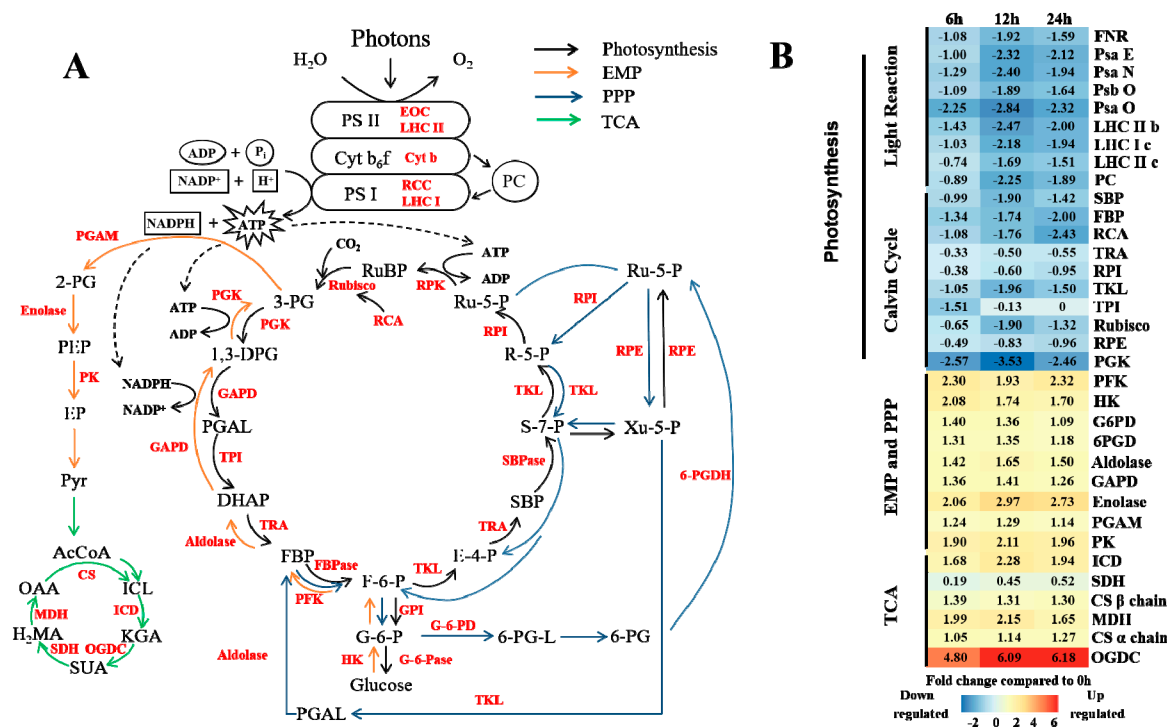 A
Photons
H₂O
O₂
PS II
EOC
LHC II
Cyt b₆f
Cyt b
PS I
RCC
LHC I
PC
ADP + Pi
NADP⁺ + H⁺
NADPH + ATP
Photosynthesis
EMP
PPP
TCA
PGAM
2-PG
Enolase
PEP
PK
EP
Pyr
AcCoA
CS
OAA
ICL
MDH
ICD
H₂MA
KGA
SDH OGDC
SUA
CO₂
RuBP
Rubisco
RCA
RPK
ATP
ADP
Ru-5-P
3-PG
PGK
PGK
ATP
ADP
1,3-DPG
NADPH
NADP⁺
GAPD
GAPD
PGAL
TPI
DHAP
TRA
Aldolase
FBP
FBPase
PFK
F-6-P
TKL
E-4-P
TRA
SBP
SBPase
S-7-P
TKL
TKL
R-5-P
RPI
Ru-5-P
RPI
RPE
RPE
Xu-5-P
6-PGDH
GPI
G-6-P
G-6-PD
6-PG-L
6-PG
HK
G-6-Pase
Glucose
Aldolase
PGAL
TKL
B
6h 12h 24h
Photosynthesis
Light Reaction
-1.08 -1.92 -1.59 FNR
-1.00 -2.32 -2.12 Psa E
-1.29 -2.40 -1.94 Psa N
-1.09 -1.89 -1.64 Psb O
-2.25 -2.84 -2.32 Psa O
-1.43 -2.47 -2.00 LHC II b
-1.03 -2.18 -1.94 LHC I c
-0.74 -1.69 -1.51 LHC II c
-0.89 -2.25 -1.89 PC
Calvin Cycle
-0.99 -1.90 -1.42 SBP
-1.34 -1.74 -2.00 FBP
-1.08 -1.76 -2.43 RCA
-0.33 -0.50 -0.55 TRA
-0.38 -0.60 -0.95 RPI
-1.05 -1.96 -1.50 TKL
-1.51 -0.13 0 TPI
-0.65 -1.90 -1.32 Rubisco
-0.49 -0.83 -0.96 RPE
-2.57 -3.53 -2.46 PGK
EMP and PPP
2.30 1.93 2.32 PFK
2.08 1.74 1.70 HK
1.40 1.36 1.09 G6PD
1.31 1.35 1.18 6PGD
1.42 1.65 1.50 Aldolase
1.36 1.41 1.26 GAPD
2.06 2.97 2.73 Enolase
1.24 1.29 1.14 PGAM
1.90 2.11 1.96 PK
TCA
1.68 2.28 1.94 ICD
0.19 0.45 0.52 SDH
1.39 1.31 1.30 CS β chain
1.99 2.15 1.65 MDH
1.05 1.14 1.27 CS α chain
4.80 6.09 6.18 OGDC
Fold change compared to 0h
Down regulated
-2 0 2 4 6
Up regulated